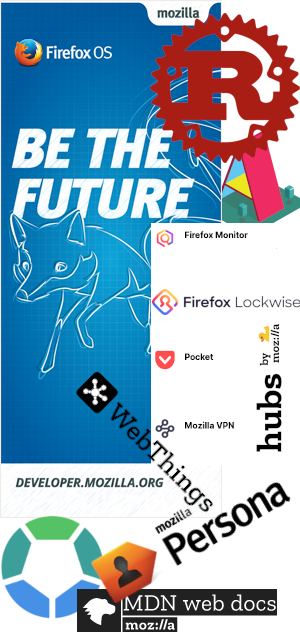 mozilla
Firefox OS
R
BE THE
FUTURE
Firefox Monitor
Firefox Lockwise
Pocket
hubs
by
moz://a
Mozilla VPN
WebThings
DEVELOPER.MOZILLA.ORG
mozilla
Persona
MDN web docs
moz://a